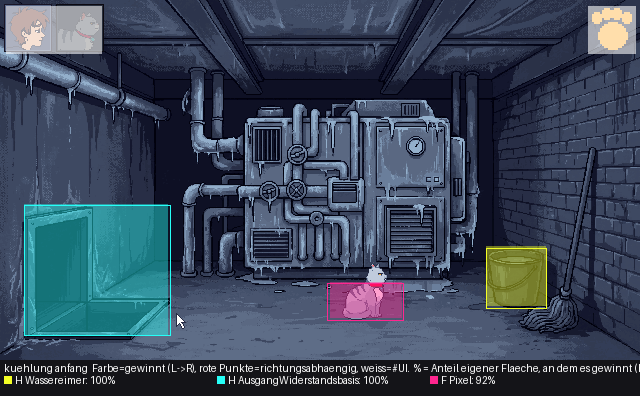 kuehlung anfang Farbe=gewinnt (L->R), rote Punkte=richtungsabhaengig, weiss=#UI. % = Anteil eigener Flaeche, an dem es gewinnt (
H Wassereimer: 100% H AusgangWiderstandsbasis: 100% F Pixel: 92%